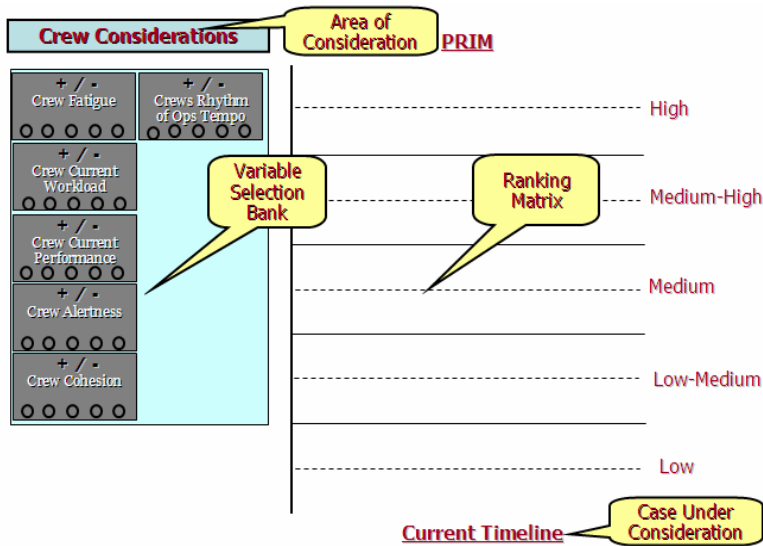 Crew Considerations
Area of
Consideration
PRIM
+ / -
Crew Fatigue
+ / -
Crews Rhythm
of Ops Tempo
High
+ / -
Crew Current
Workload
Variable
Selection
Bank
Ranking
Matrix
Medium-High
+ / -
Crew Current
Performance
+ / -
Crew Alertness
Medium
+ / -
Crew Cohesion
Low-Medium
Low
Current Timeline
Case Under
Consideration